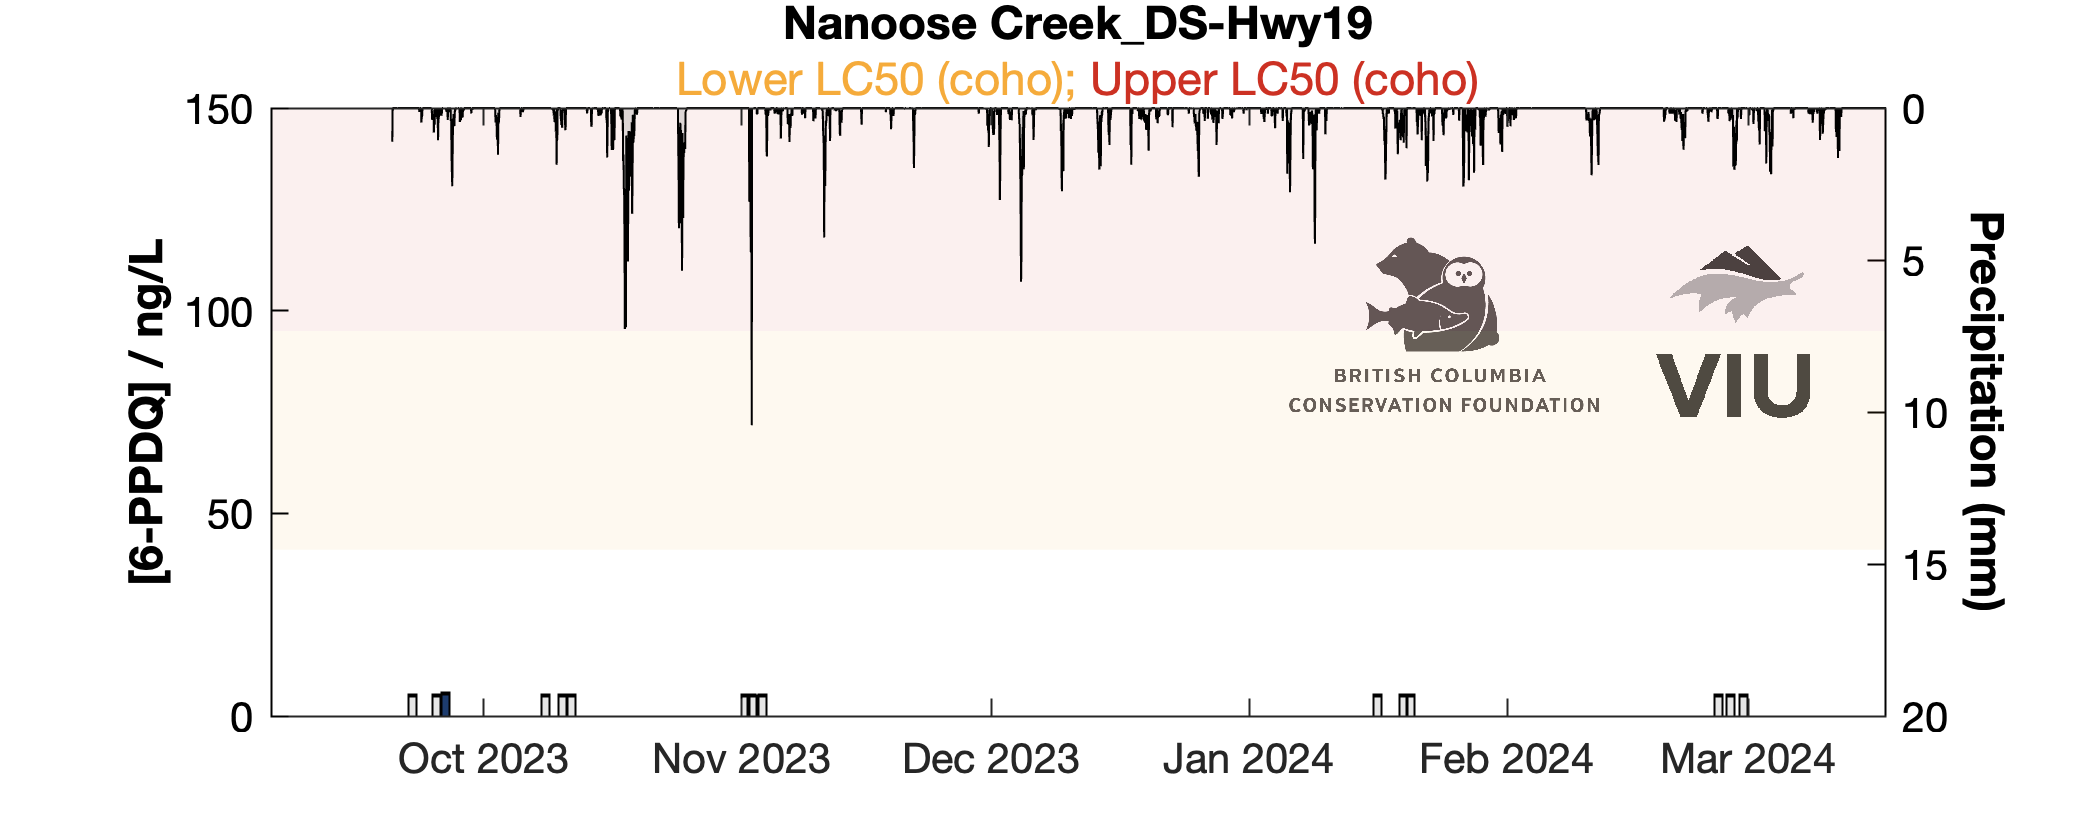 Nanoose Creek_DS-Hwy19
Lower LC50 (coho); Upper LC50 (coho)
[6-PPDQ] / ng/L
150
100
50
0
0
5
10
15
20
Precipitation (mm)
BRITISH COLUMBIA
CONSERVATION FOUNDATION
VIU
Oct 2023
Nov 2023
Dec 2023
Jan 2024
Feb 2024
Mar 2024